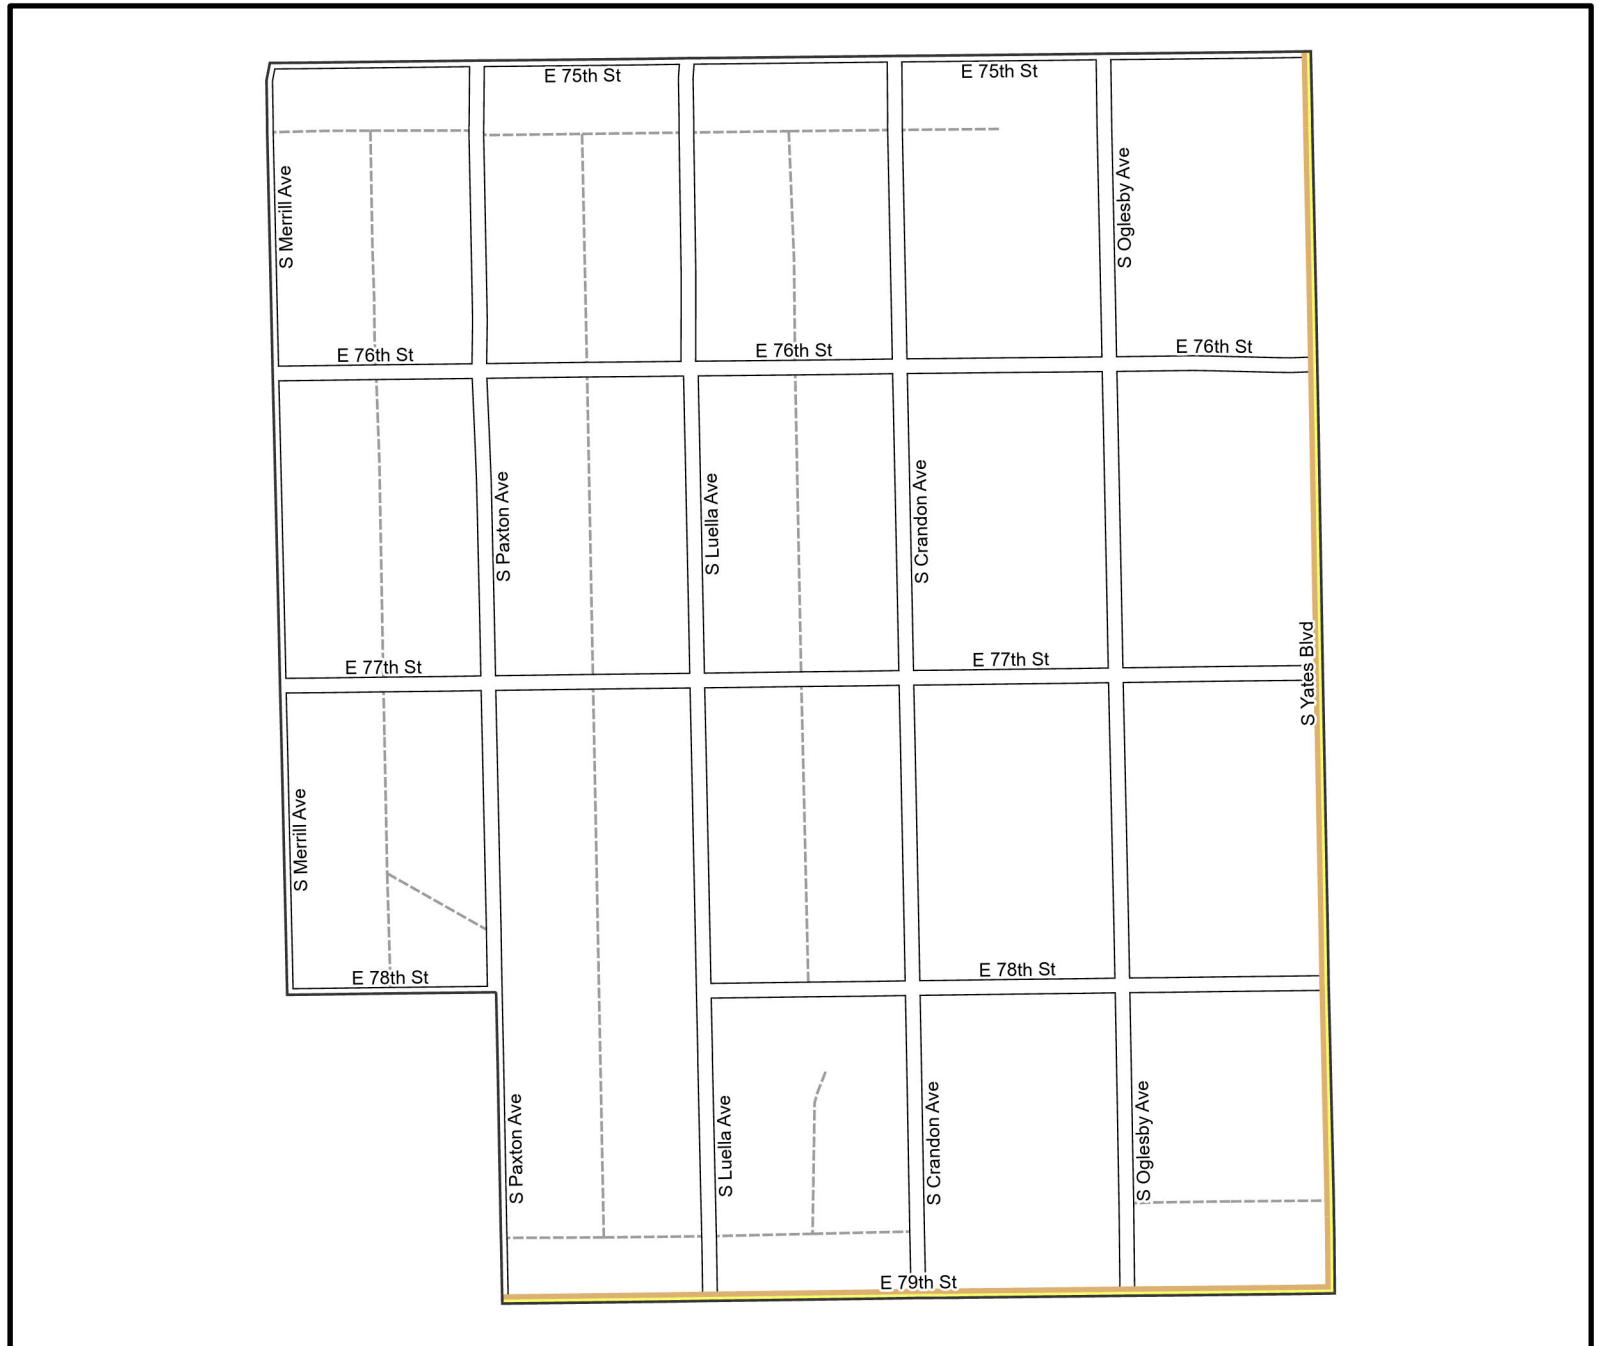 E 75th St
E 75th St
S Merrill Ave
S Oglesby Ave
E 76th St
E 76th St
E 76th St
S Paxton Ave
S Luella Ave
S Crandon Ave
E 77th St
E 77th St
S Yates Blvd
S Merrill Ave
E 78th St
E 78th St
S Paxton Ave
S Luella Ave
S Crandon Ave
S Oglesby Ave
E 79th St